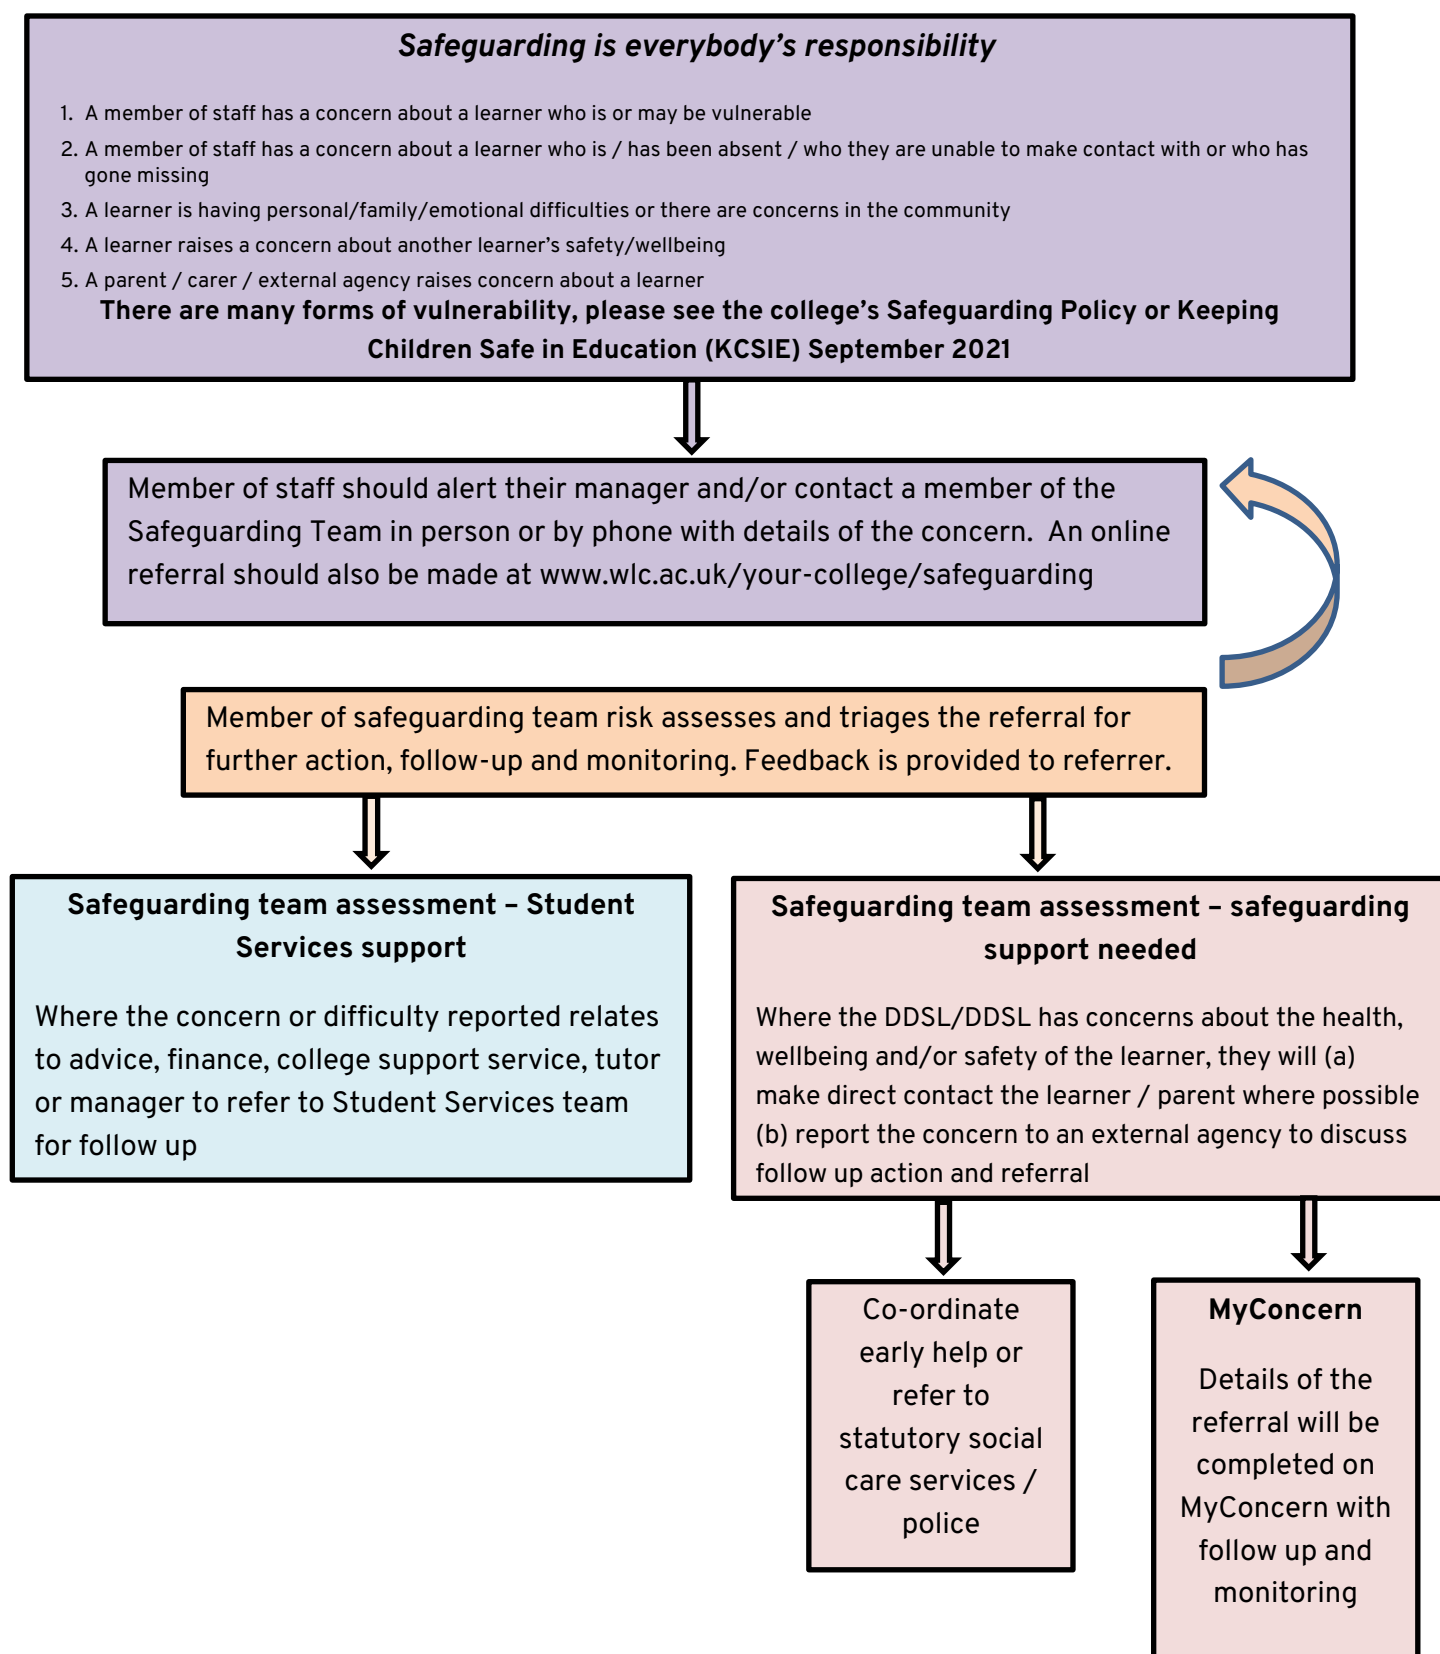 Safeguarding is everybody's responsibility
1. A member of staff has a concern about a learner who is or may be vulnerable
2. A member of staff has a concern about a learner who is / has been absent / who they are unable to make contact with or who has
gone missing
3. A learner is having personal/family/emotional difficulties or there are concerns in the community
4. A learner raises a concern about another learner's safety/wellbeing
5. A parent / carer / external agency raises concern about a learner
There are many forms of vulnerability, please see the college's Safeguarding Policy or Keeping
Children Safe in Education (KCSIE) September 2021
Member of staff should alert their manager and/or contact a member of the
Safeguarding Team in person or by phone with details of the concern. An online
referral should also be made at www.wlc.ac.uk/your-college/safeguarding
Member of safeguarding team risk assesses and triages the referral for
further action, follow-up and monitoring. Feedback is provided to referrer.
Safeguarding team assessment – Student
Services support
Where the concern or difficulty reported relates
to advice, finance, college support service, tutor
or manager to refer to Student Services team
for follow up
Safeguarding team assessment – safeguarding
support needed
Where the DDSL/DDSL has concerns about the health,
wellbeing and/or safety of the learner, they will (a)
make direct contact the learner / parent where possible
(b) report the concern to an external agency to discuss
follow up action and referral
Co-ordinate
early help or
refer to
statutory social
care services /
police
MyConcern
Details of the
referral will be
completed on
MyConcern with
follow up and
monitoring